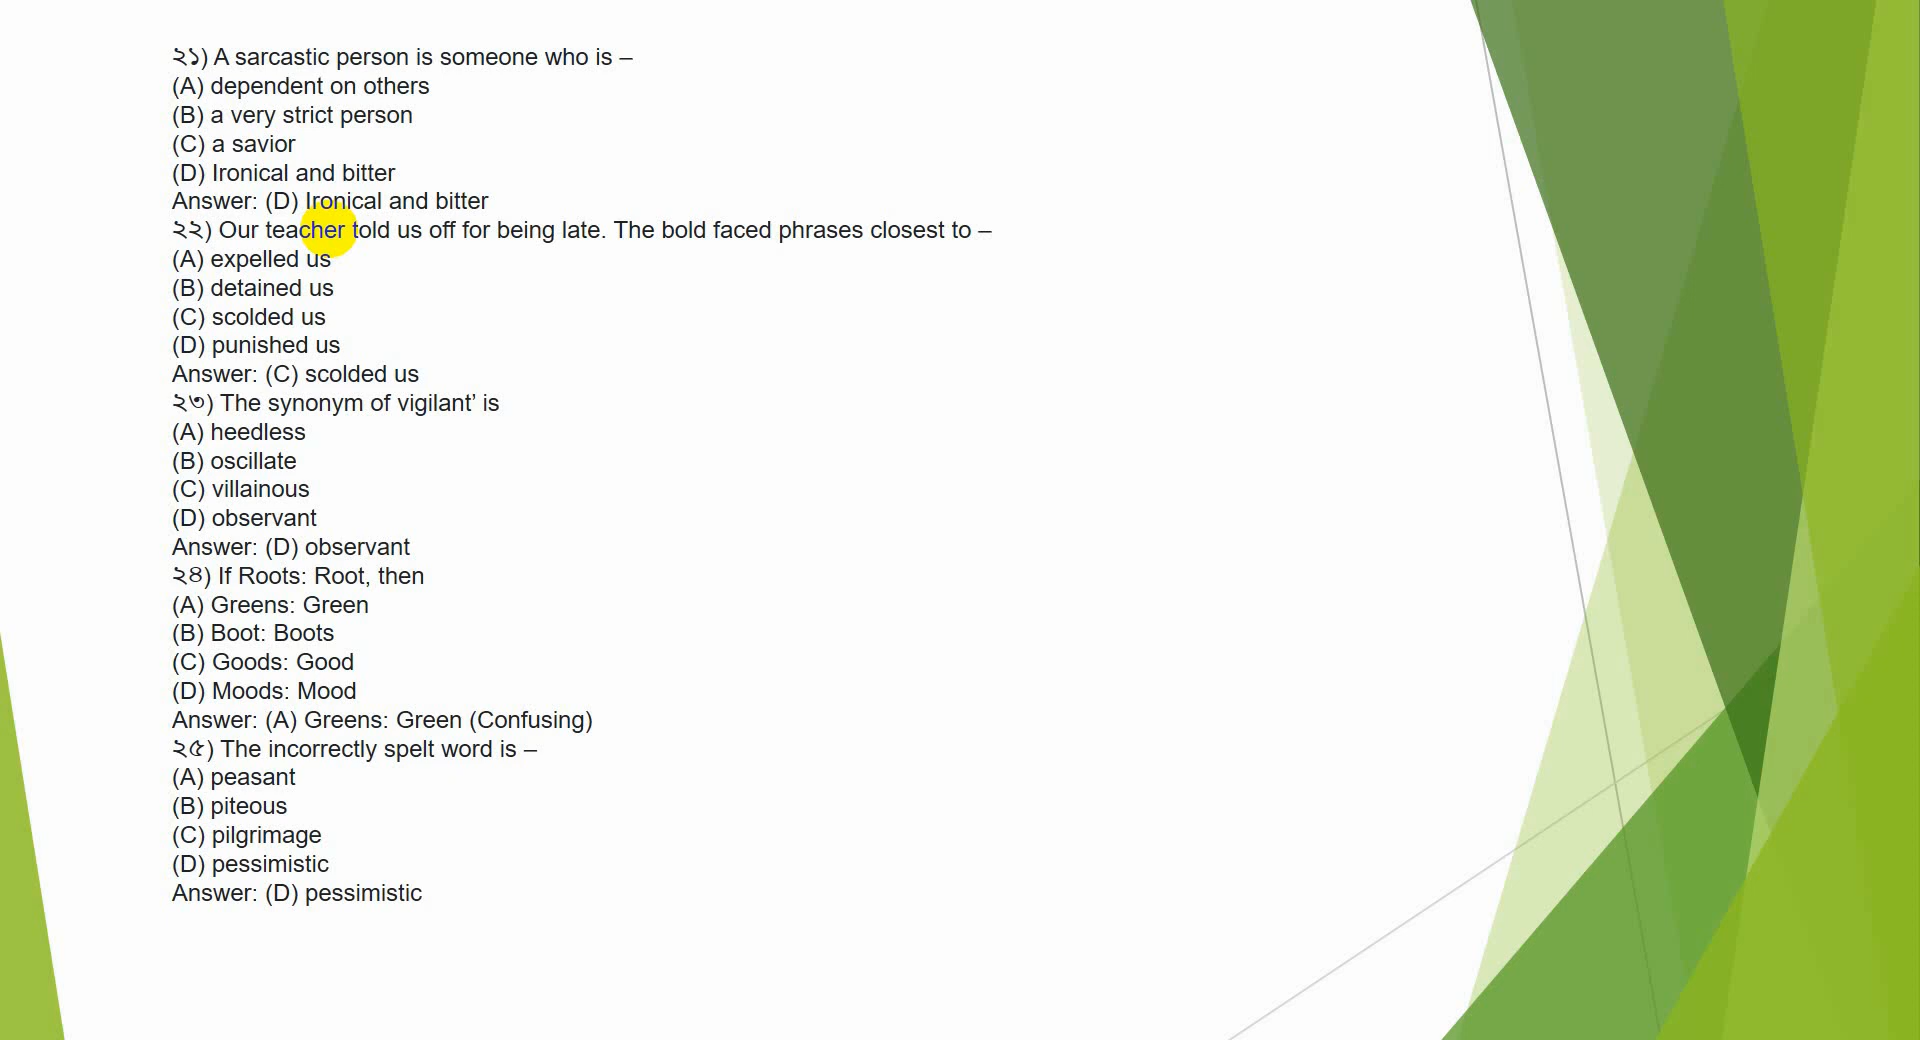 ২১) A sarcastic person is someone who is –
(A) dependent on others
(B) a very strict person
(C) a savior
(D) Ironical and bitter
Answer: (D) Ironical and bitter
২২) Our teacher told us off for being late. The bold faced phrases closest to –
(A) expelled us
(B) detained us
(C) scolded us
(D) punished us
Answer: (C) scolded us
২৩) The synonym of vigilant’ is
(A) heedless
(B) oscillate
(C) villainous
(D) observant
Answer: (D) observant
২৪) If Roots: Root, then
(A) Greens: Green
(B) Boot: Boots
(C) Goods: Good
(D) Moods: Mood
Answer: (A) Greens: Green (Confusing)
২৫) The incorrectly spelt word is –
(A) peasant
(B) piteous
(C) pilgrimage
(D) pessimistic
Answer: (D) pessimistic